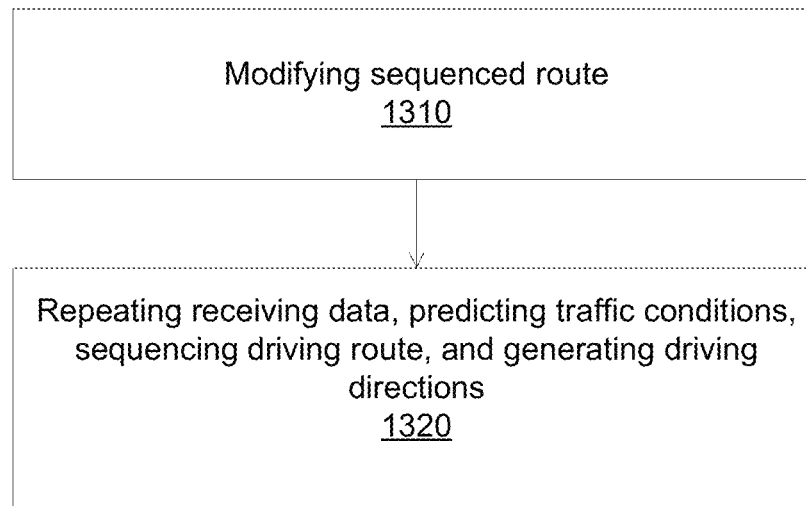 Modifying sequenced route
1310
Repeating receiving data, predicting traffic conditions,
sequencing driving route, and generating driving
directions
1320